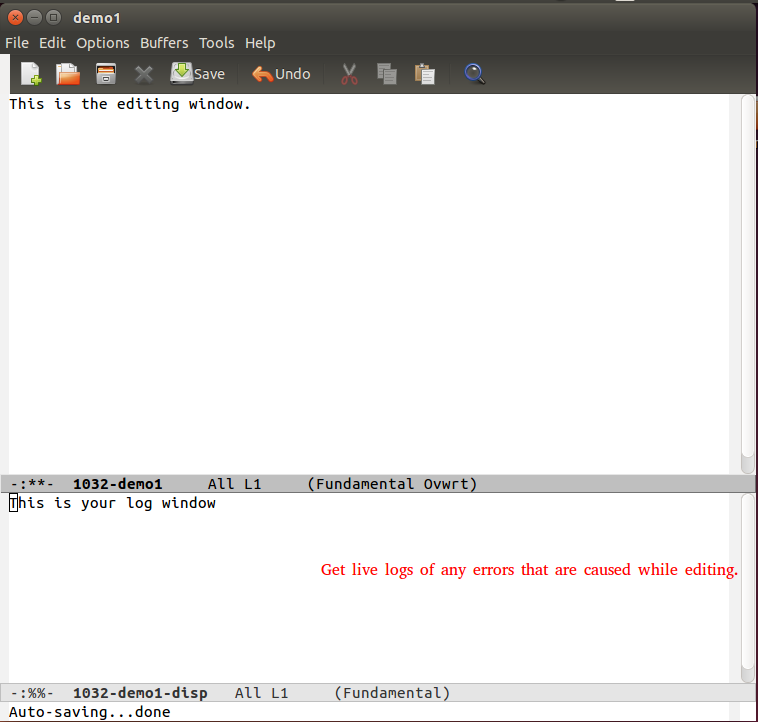 demo1
File Edit Options Buffers Tools Help
Save Undo
This is the editing window.
-:**-  1032-demo1     All L1     (Fundamental Ovwrt)
This is your log window
Get live logs of any errors that are caused while editing.
-:%%-  1032-demo1-disp   All L1     (Fundamental)
Auto-saving...done